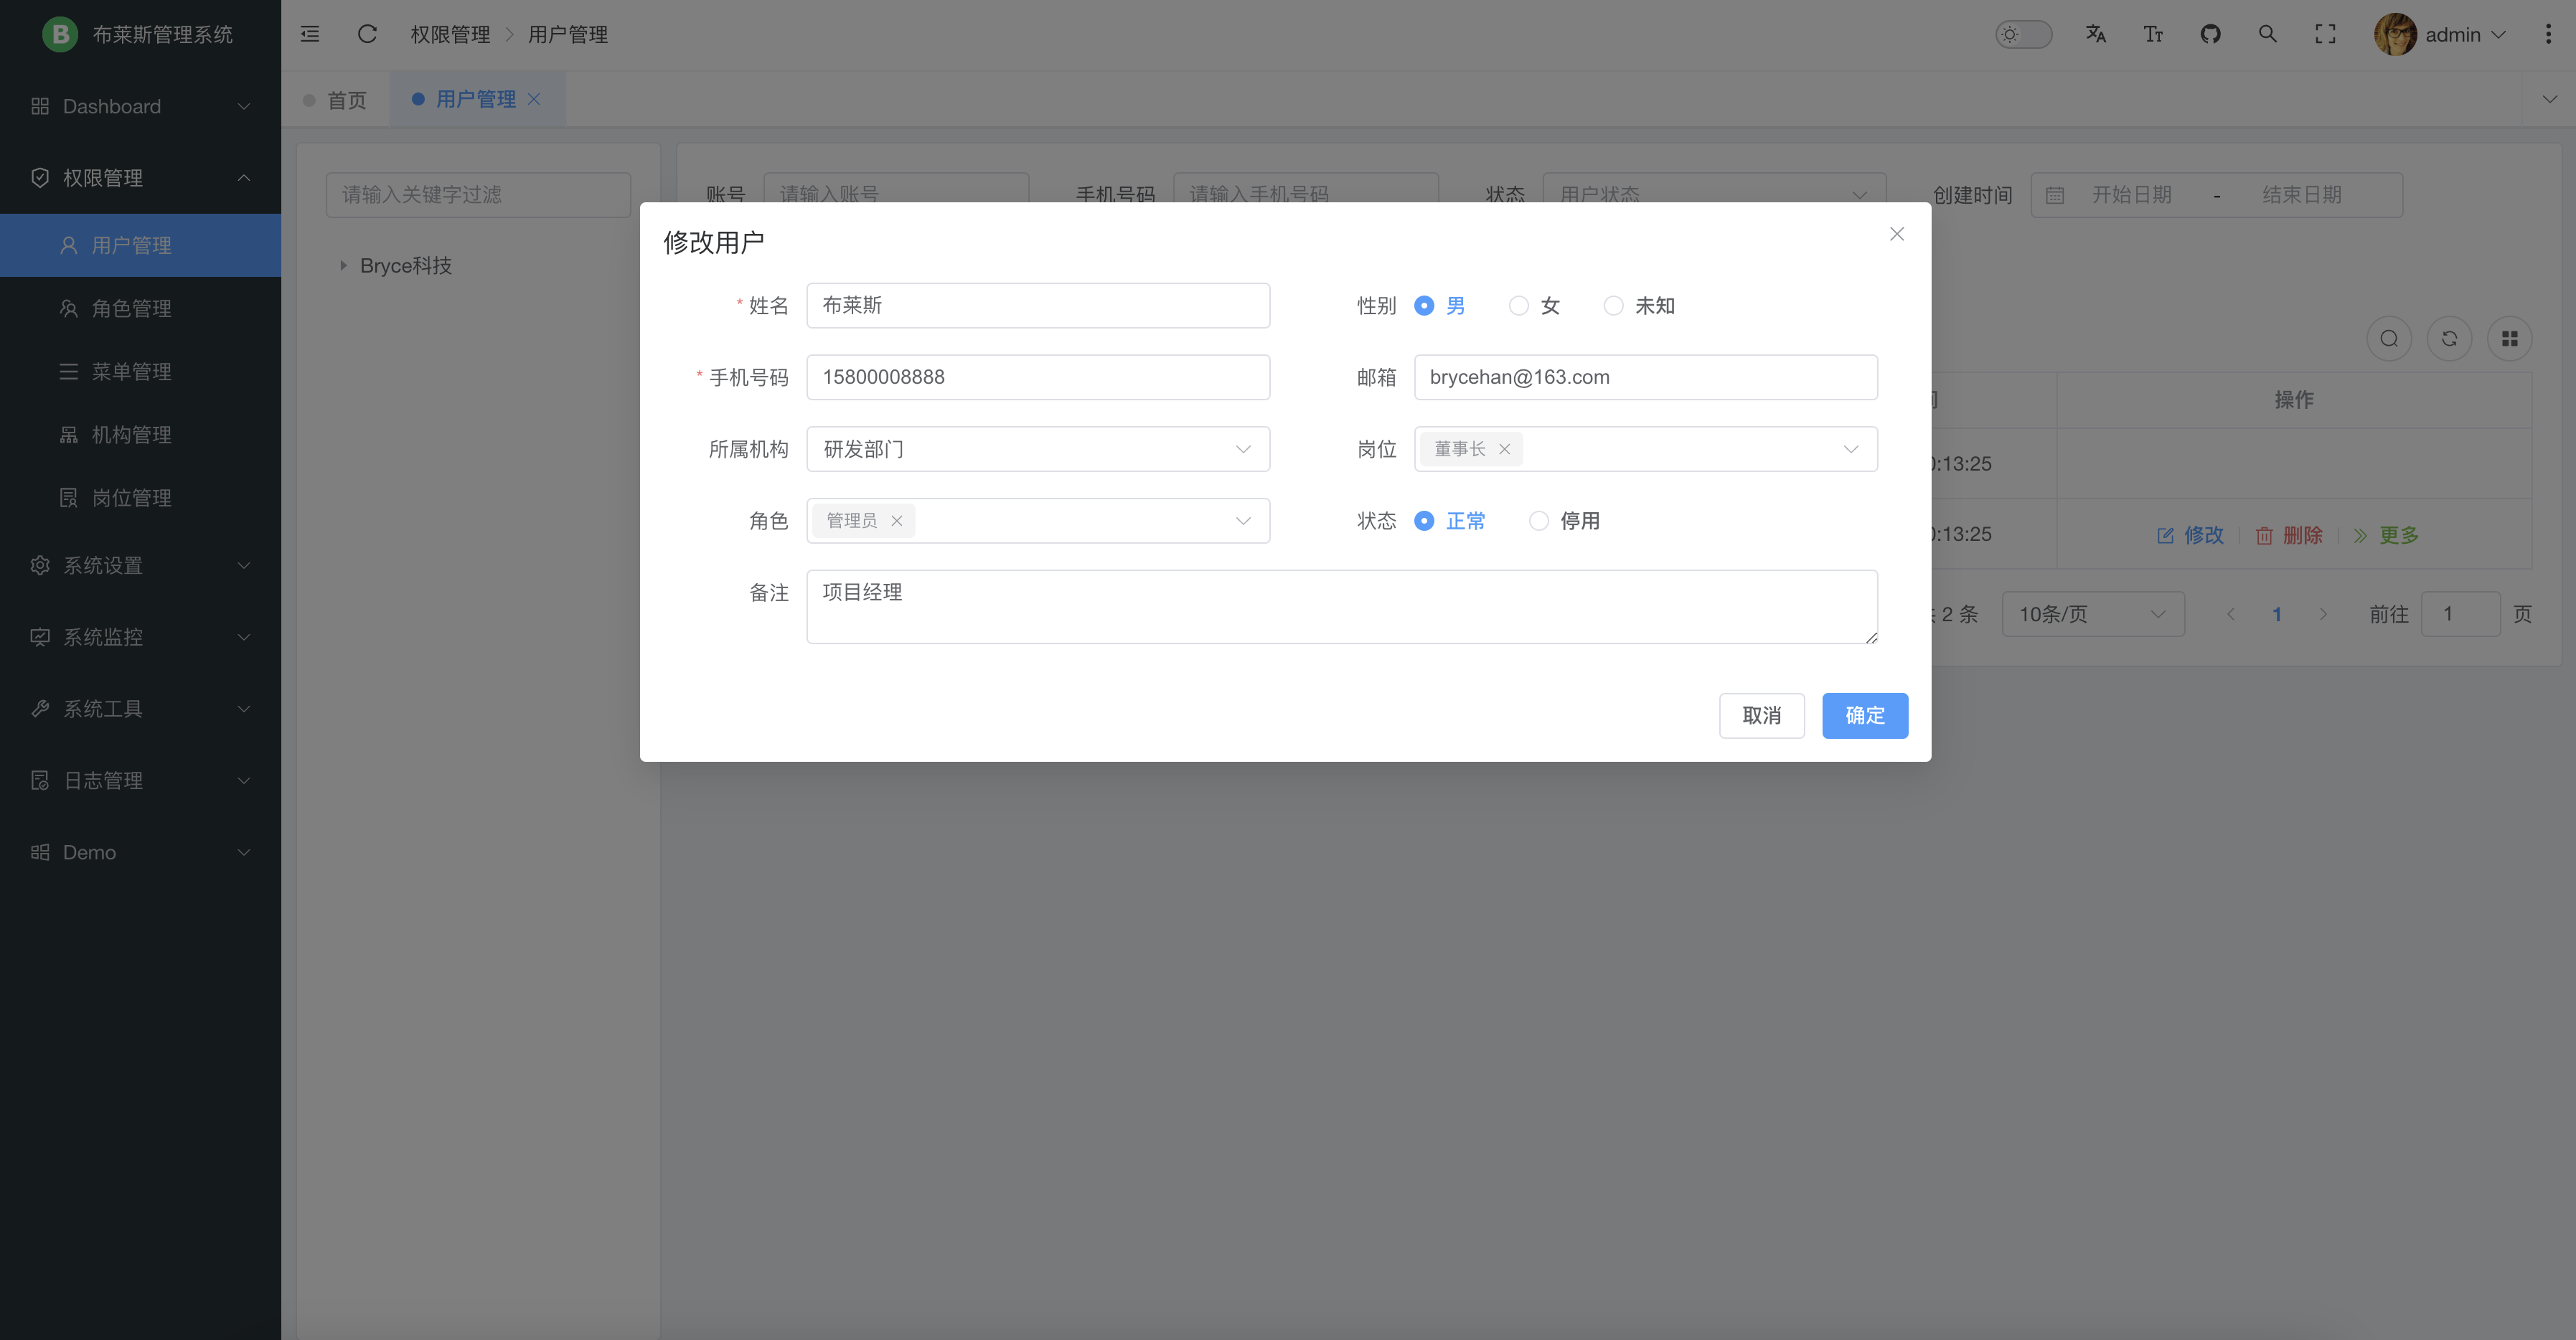 B 布莱斯管理系统
权限管理 > 用户管理
admin
Dashboard
首页
用户管理
权限管理
用户管理
角色管理
菜单管理
机构管理
岗位管理
系统设置
系统监控
系统工具
日志管理
Demo
请输入关键字过滤
Bryce科技
账号 请输入账号 手机号码 请输入手机号码 状态 用户状态 创建时间 开始日期 - 结束日期
修改用户
* 姓名 布莱斯 性别 男 女 未知
* 手机号码 15800008888 邮箱 brycehan@163.com
所属机构 研发部门 岗位 董事长
角色 管理员 状态 正常 停用
备注 项目经理
取消 确定
操作
:13:25
:13:25 修改 删除 更多
2 条 10条/页 1 前往 1 页